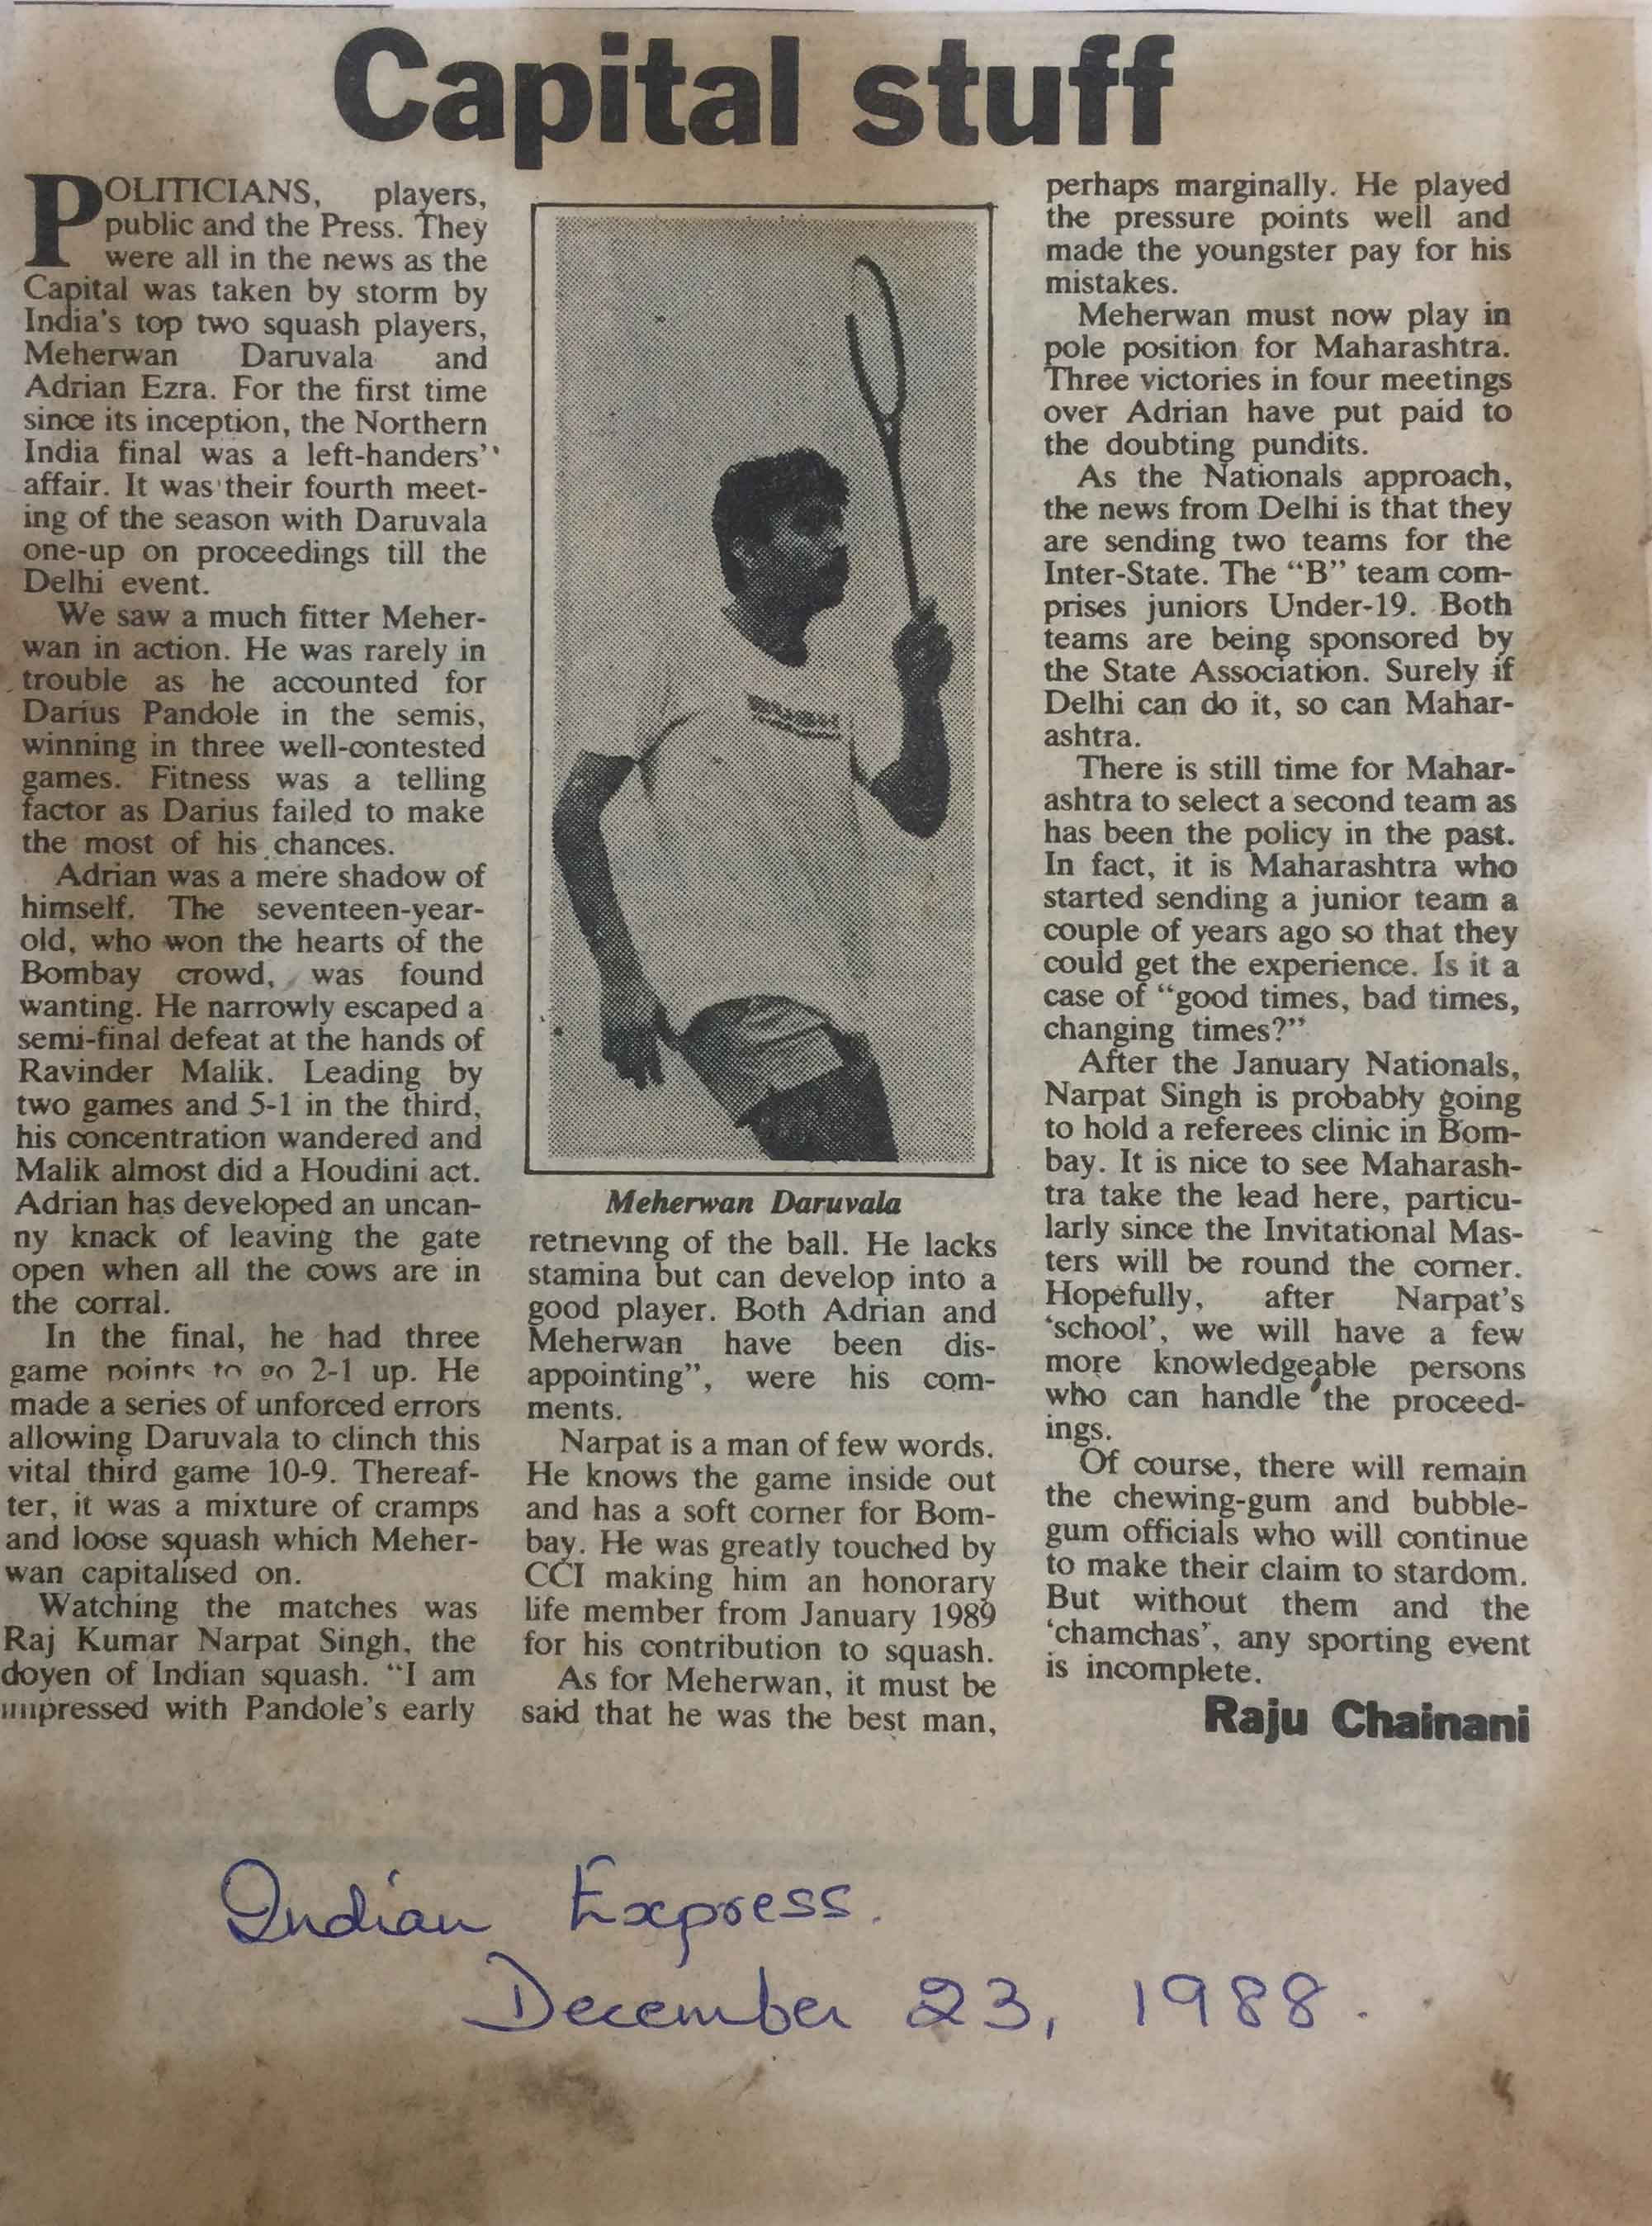 Capital stuff
POLITICIANS, players,
public and the Press. They
were all in the news as the
Capital was taken by storm by
India's top two squash players,
Meherwan Daruvala and
Adrian Ezra. For the first time
since its inception, the Northern
India final was a left-handers'
affair. It was their fourth meet-
ing of the season with Daruvala
one-up on proceedings till the
Delhi event.
We saw a much fitter Meher-
wan in action. He was rarely in
trouble as he accounted for
Darius Pandole in the semis,
winning in three well-contested
games. Fitness was a telling
factor as Darius failed to make
the most of his chances.
Adrian was a mere shadow of
himself. The seventeen-year-
old, who won the hearts of the
Bombay crowd, was found
wanting. He narrowly escaped a
semi-final defeat at the hands of
Ravinder Malik. Leading by
two games and 5-1 in the third,
his concentration wandered and
Malik almost did a Houdini act.
Adrian has developed an uncan-
ny knack of leaving the gate
open when all the cows are in
the corral.
In the final, he had three
game points to go 2-1 up. He
made a series of unforced errors
allowing Daruvala to clinch this
vital third game 10-9. Thereaf-
ter, it was a mixture of cramps
and loose squash which Meher-
wan capitalised on.
Watching the matches was
Raj Kumar Narpat Singh, the
doyen of Indian squash. "I am
impressed with Pandole's early
Meherwan Daruvala
retrieving of the ball. He lacks
stamina but can develop into a
good player. Both Adrian and
Meherwan have been dis-
appointing", were his com-
ments.
Narpat is a man of few words.
He knows the game inside out
and has a soft corner for Bom-
bay. He was greatly touched by
CCI making him an honorary
life member from January 1989
for his contribution to squash.
As for Meherwan, it must be
said that he was the best man,
perhaps marginally. He played
the pressure points well and
made the youngster pay for his
mistakes.
Meherwan must now play in
pole position for Maharashtra.
Three victories in four meetings
over Adrian have put paid to
the doubting pundits.
As the Nationals approach,
the news from Delhi is that they
are sending two teams for the
Inter-State. The "B" team com-
prises juniors Under-19. Both
teams are being sponsored by
the State Association. Surely if
Delhi can do it, so can Mahar-
ashtra.
There is still time for Mahar-
ashtra to select a second team as
has been the policy in the past.
In fact, it is Maharashtra who
started sending a junior team a
couple of years ago so that they
could get the experience. Is it a
case of "good times, bad times,
changing times?"
After the January Nationals,
Narpat Singh is probably going
to hold a referees clinic in Bom-
bay. It is nice to see Maharash-
tra take the lead here, particu-
larly since the Invitational Mas-
ters will be round the corner.
Hopefully, after Narpat's
'school', we will have a few
more knowledgeable persons
who can handle the proceed-
ings.
Of course, there will remain
the chewing-gum and bubble-
gum officials who will continue
to make their claim to stardom.
But without them and the
'chamchas', any sporting event
is incomplete.
Raju Chainani
Indian Express.
December 23, 1988.